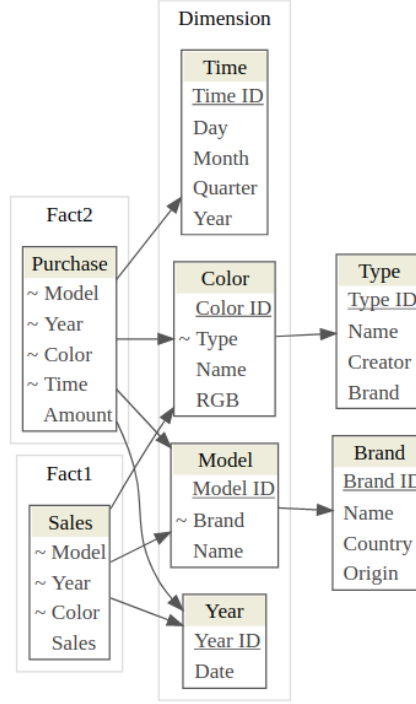 Dimension
Time
Time ID
Day
Month
Quarter
Year
Fact2
Purchase
~ Model
~ Year
~ Color
~ Time
Amount
Color
Color ID
~ Type
Name
RGB
Type
Type ID
Name
Creator
Brand
Fact1
Sales
~ Model
~ Year
~ Color
Sales
Model
Model ID
~ Brand
Name
Brand
Brand ID
Name
Country
Origin
Year
Year ID
Date